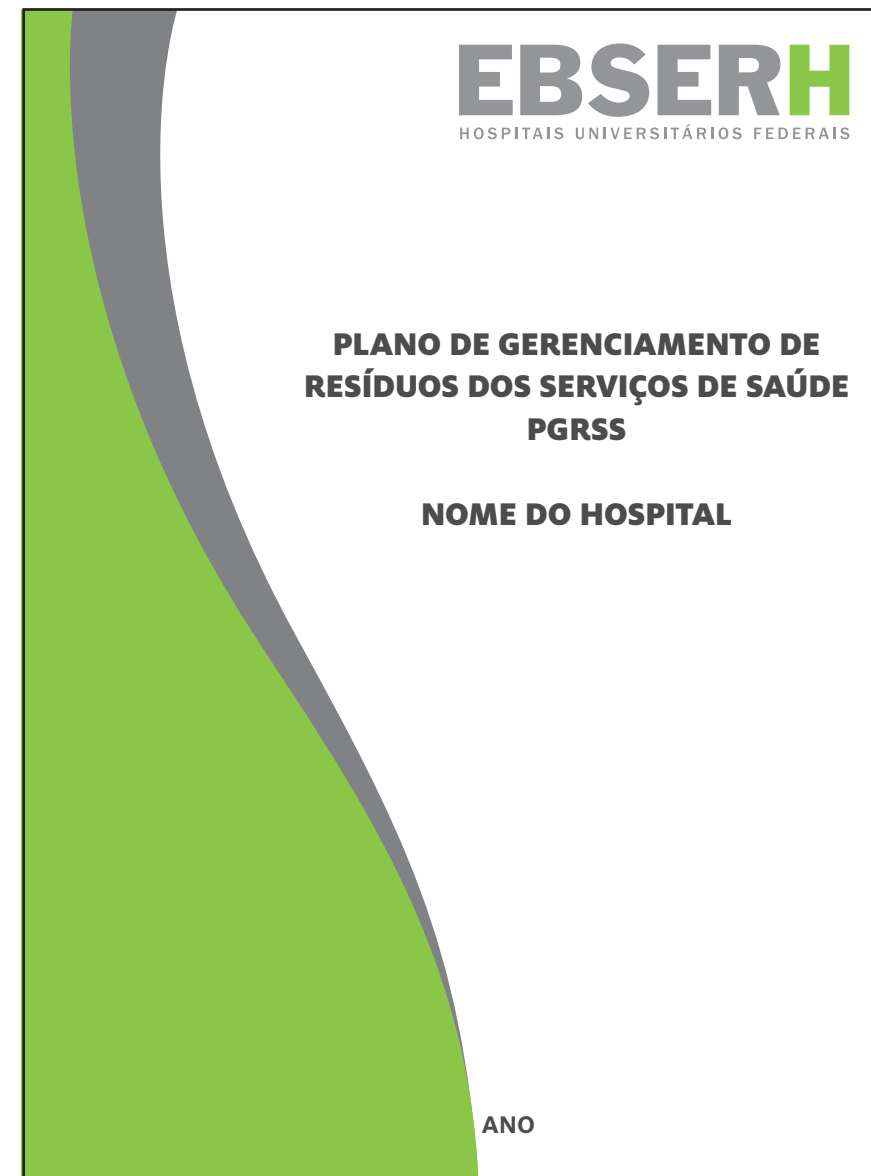 EBSERH
HOSPITAIS UNIVERSITÁRIOS FEDERAIS
PLANO DE GERENCIAMENTO DE
RESÍDUOS DOS SERVIÇOS DE SAÚDE
PGRSS
NOME DO HOSPITAL
ANO